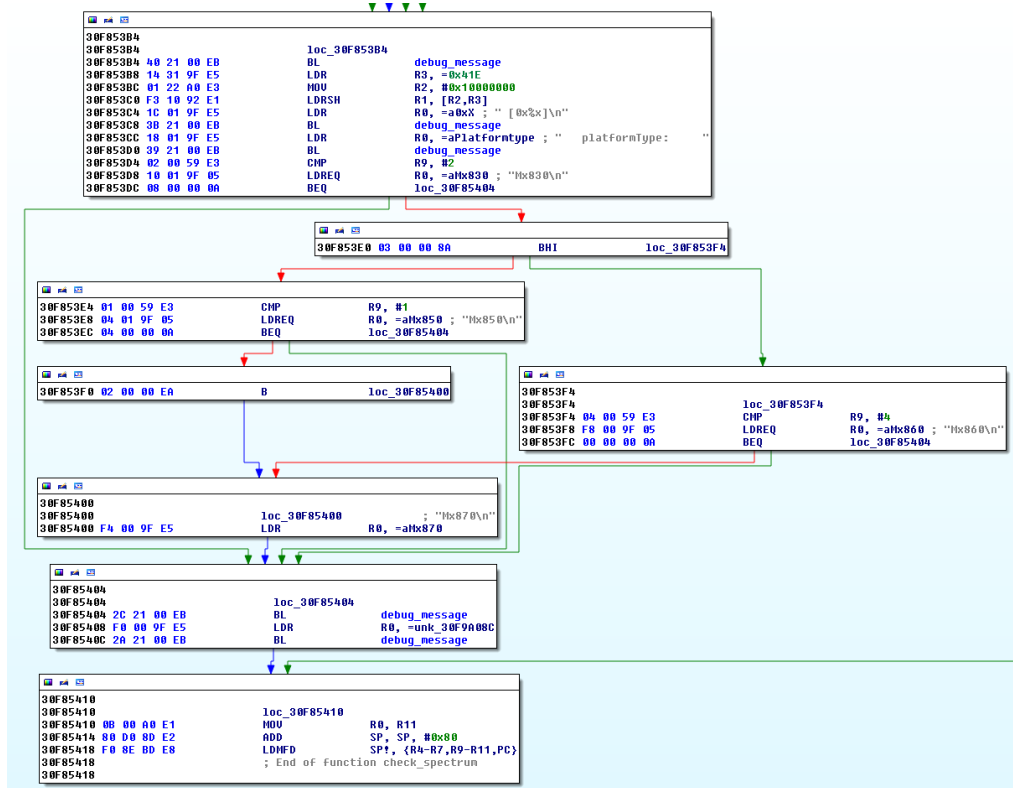 30F853B4
30F853B4 loc_30F853B4
30F853B4 40 21 00 EB BL debug_message
30F853B8 14 31 9F E5 LDR R3, =0x41E
30F853BC 01 22 A0 E3 MOV R2, #0x10000000
30F853C0 F3 10 92 E1 LDRSH R1, [R2,R3]
30F853C4 1C 01 9F E5 LDR R0, =a0xX ; " [0x%x]\n"
30F853C8 3B 21 00 EB BL debug_message
30F853CC 18 01 9F E5 LDR R0, =aPlatformtype ; "   platformType:     "
30F853D0 39 21 00 EB BL debug_message
30F853D4 02 00 59 E3 CMP R9, #2
30F853D8 10 01 9F 05 LDREQ R0, =aMx830 ; "Mx830\n"
30F853DC 08 00 00 0A BEQ loc_30F85404
30F853E0 03 00 00 8A BHI loc_30F853F4
30F853E4 01 00 59 E3 CMP R9, #1
30F853E8 04 01 9F 05 LDREQ R0, =aMx850 ; "Mx850\n"
30F853EC 04 00 00 0A BEQ loc_30F85404
30F853F0 02 00 00 EA B loc_30F85400
30F853F4
30F853F4 loc_30F853F4
30F853F4 04 00 59 E3 CMP R9, #4
30F853F8 F8 00 9F 05 LDREQ R0, =aMx860 ; "Mx860\n"
30F853FC 00 00 00 0A BEQ loc_30F85404
30F85400
30F85400 loc_30F85400 ; "Mx870\n"
30F85400 F4 00 9F E5 LDR R0, =aMx870
30F85404
30F85404 loc_30F85404
30F85404 2C 21 00 EB BL debug_message
30F85408 F0 00 9F E5 LDR R0, =unk_30F9A08C
30F8540C 2A 21 00 EB BL debug_message
30F85410
30F85410 loc_30F85410
30F85410 0B 00 A0 E1 MOV R0, R11
30F85414 80 D0 8D E2 ADD SP, SP, #0x80
30F85418 F0 8E BD E8 LDMFD SP!, {R4-R7,R9-R11,PC}
30F85418 ; End of function check_spectrum
30F85418